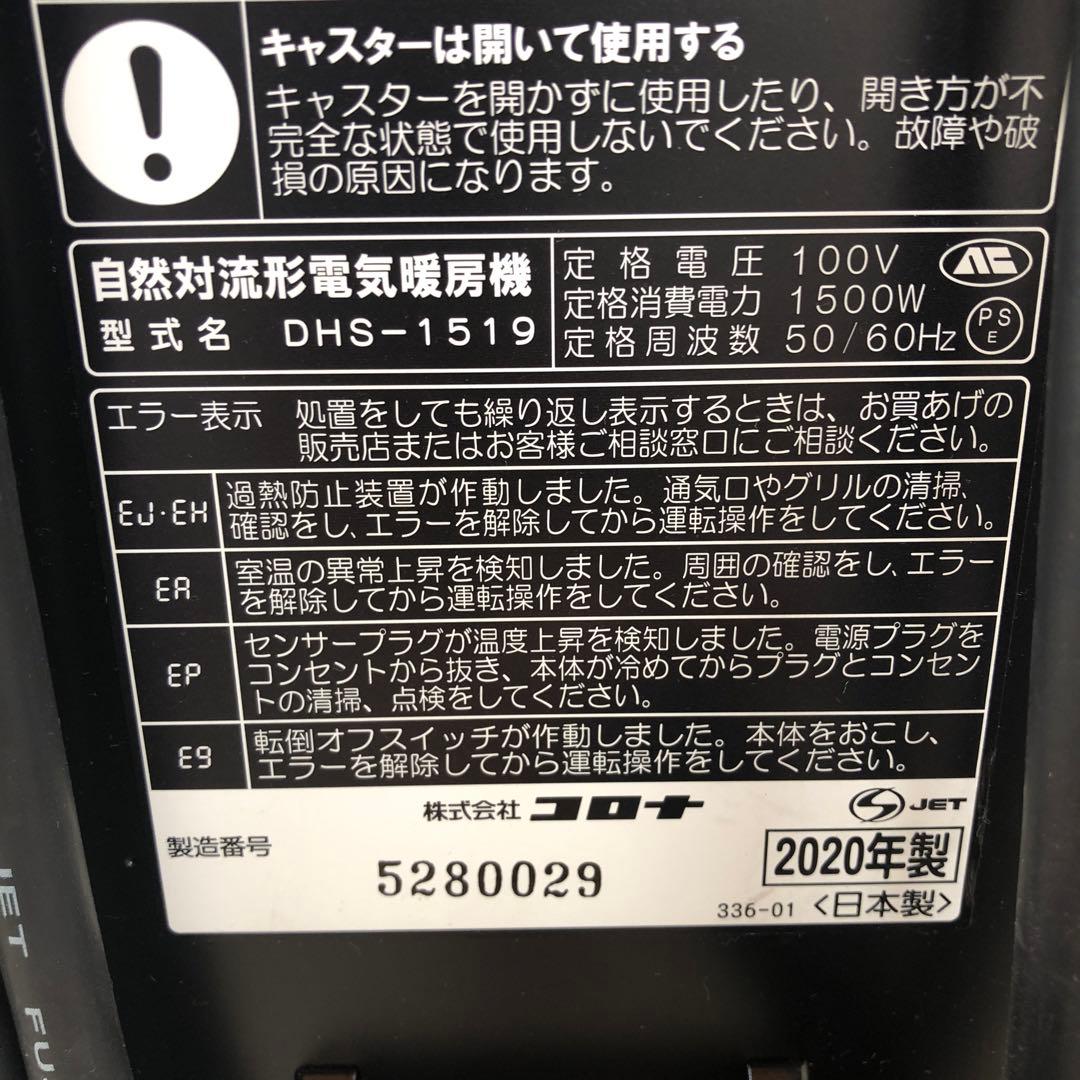 キャスターは開いて使用する
キャスターを開かずに使用したり、開き方が不
完全な状態で使用しないでください。故障や破
損の原因になります。
自然対流形電気暖房機
型式名 DHS-1519
定格電圧 100V
定格消費電力 1500W
定格周波数 50/60Hz
PS
E
エラー表示 処置をしても繰り返し表示するときは、お買あげの
販売店またはお客様ご相談窓口にご相談ください。
EJ・EH 過熱防止装置が作動しました。通気口やグリルの清掃、
確認をし、エラーを解除してから運転操作をしてください。
EA 室温の異常上昇を検知しました。周囲の確認をし、エラー
を解除してから運転操作をしてください。
EP センサープラグが温度上昇を検知しました。電源プラグを
コンセントから抜き、本体が冷めてからプラグとコンセン
トの清掃、点検をしてください。
E9 転倒オフスイッチが作動しました。本体をおこし、
エラーを解除してから運転操作をしてください。
株式会社 コロナ
JET
製造番号
5280029
2020年製
336-01 <日本製>
JET FU